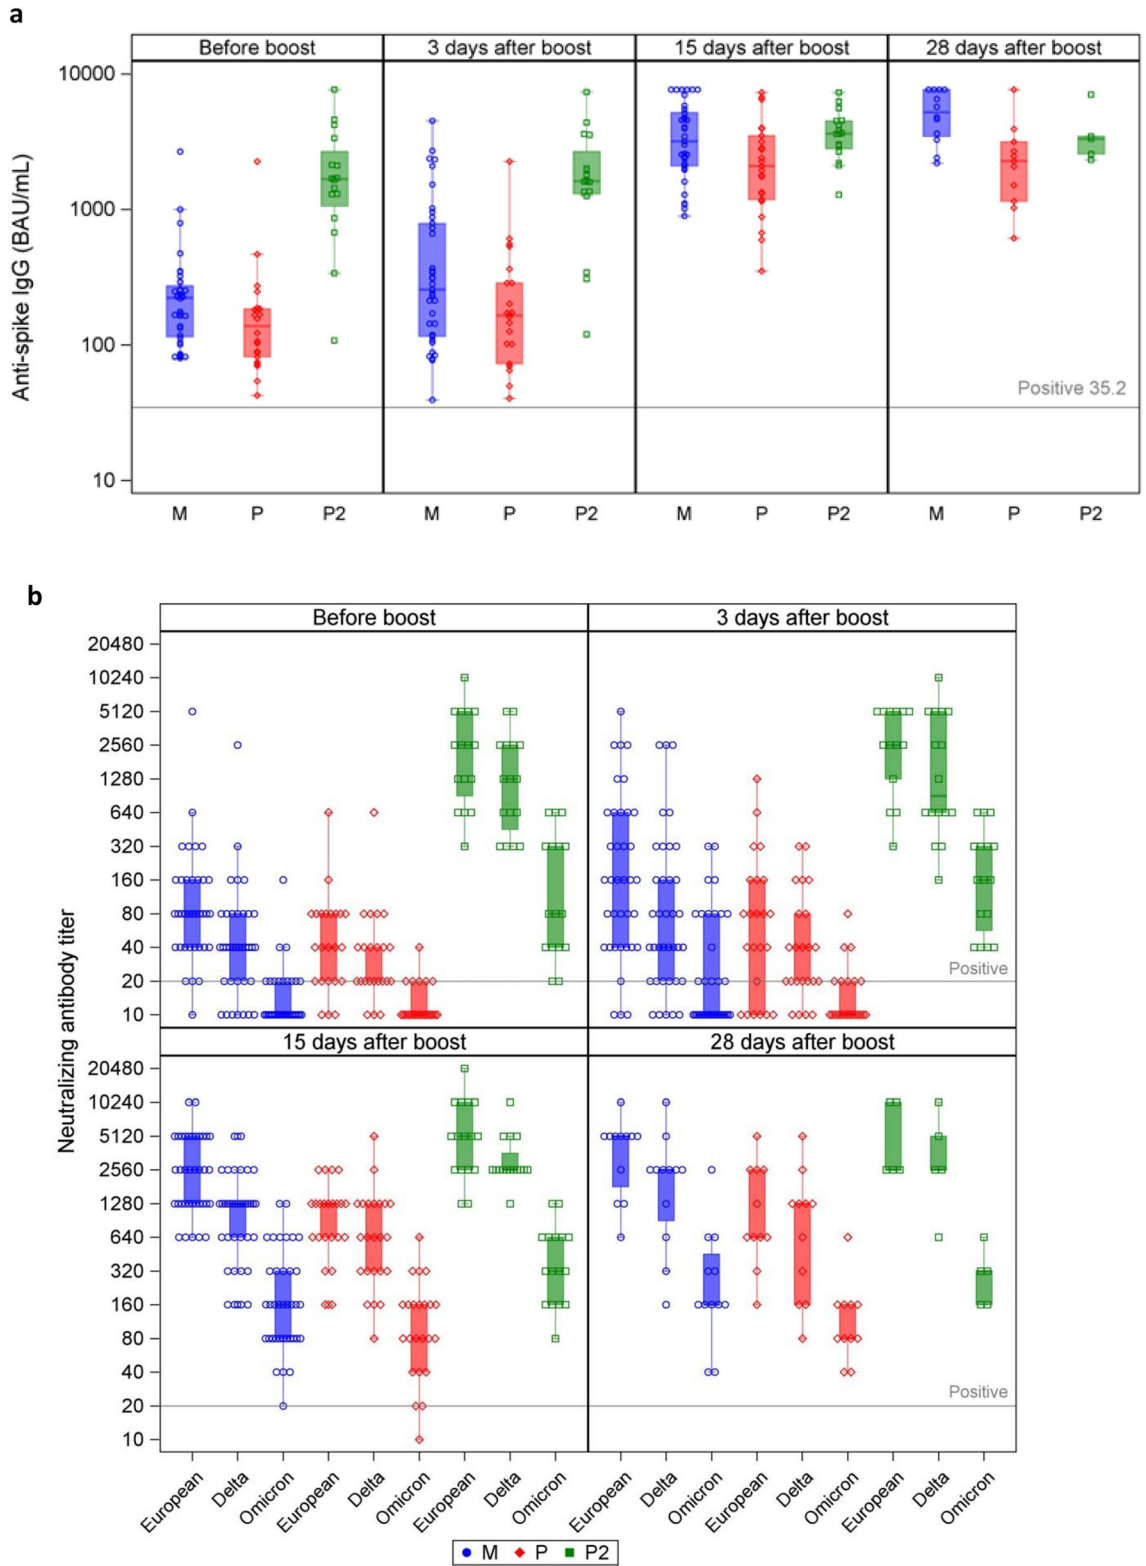 a
Before boost 3 days after boost 15 days after boost 28 days after boost
10000
1000
100
10
Anti-spike IgG (BAU/mL)
Positive 35.2
M P P2 M P P2 M P P2 M P P2
b
Before boost 3 days after boost
20480
10240
5120
2560
1280
640
320
160
80
40
20
10
Positive
Neutralizing antibody titer
15 days after boost 28 days after boost
20480
10240
5120
2560
1280
640
320
160
80
40
20
10
Positive
European Delta Omicron European Delta Omicron European Delta Omicron European Delta Omicron European Delta Omicron European Delta Omicron
M P P2